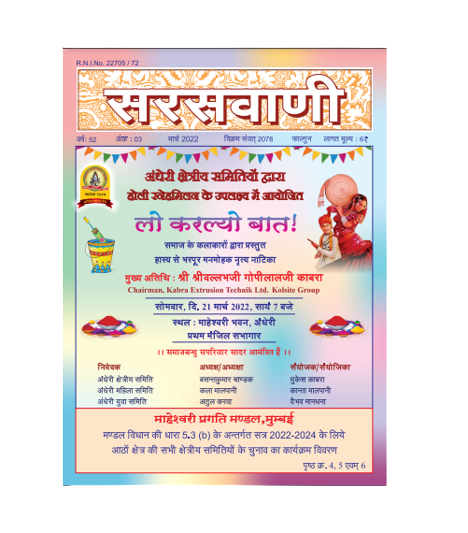 R.N.I.No. 22705 / 72
सरसवाणी
वर्ष: 52 अंक : 03 मार्च 2022 विक्रम संवत् 2078 फाल्गुन लागत मूल्य : 6₹
अंधेरी क्षेत्रीय समितियों द्वारा
होली स्नेहमिलन के उपलक्ष्य में आयोजित
लो करल्यो बात!
समाज के कलाकारों द्वारा प्रस्तुत
हास्य से भरपूर मनमोहक नृत्य नाटिका
मुख्य अतिथि : श्री श्रीवल्लभजी गोपीलालजी काबरा
Chairman, Kabra Extrusion Technik Ltd. Kolsite Group
सोमवार, दि. 21 मार्च 2022, सायं 7 बजे
स्थल : माहेश्वरी भवन, अंधेरी
प्रथम मंजिल सभागार
।। समाजबन्धु सपरिवार सादर आमंत्रित हैं ।।
निवेदक अध्यक्ष/अध्यक्षा संयोजक/संयोजिका
अंधेरी क्षेत्रीय समिति बसन्तकुमार चाण्डक मुकेश काबरा
अंधेरी महिला समिति कला मालपानी कान्ता मालपानी
अंधेरी युवा समिति अतुल करवा वैभव मानधना
माहेश्वरी प्रगति मण्डल,मुम्बई
मण्डल विधान की धारा 5.3 (b) के अन्तर्गत सत्र 2022-2024 के लिये
आठों क्षेत्र की सभी क्षेत्रीय समितियों के चुनाव का कार्यक्रम विवरण
पृष्ठ क्र. 4, 5 एवम् 6